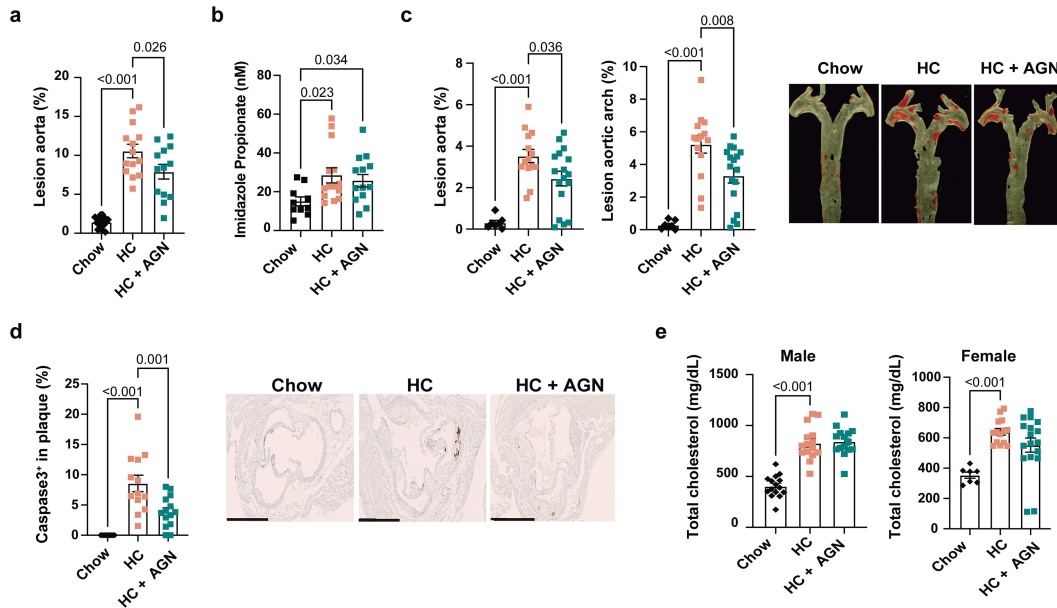 a
Lesion aorta (%)
20
15
10
5
0
<0.001
0.026
Chow
HC
HC + AGN
b
Imidazole Propionate (nM)
80
60
40
20
0
0.034
0.023
Chow
HC
HC + AGN
c
Lesion aorta (%)
8
6
4
2
0
<0.001
0.036
Chow
HC
HC + AGN
Lesion aortic arch (%)
10
8
6
4
2
0
<0.001
0.008
Chow
HC
HC + AGN
Chow
HC
HC + AGN
d
Caspase3⁺ in plaque (%)
25
20
15
10
5
0
<0.001
0.001
Chow
HC
HC + AGN
Chow
HC
HC + AGN
e
Male
Total cholesterol (mg/dL)
1500
1000
500
0
<0.001
Chow
HC
HC + AGN
Female
Total cholesterol (mg/dL)
1000
800
600
400
200
0
<0.001
Chow
HC
HC + AGN